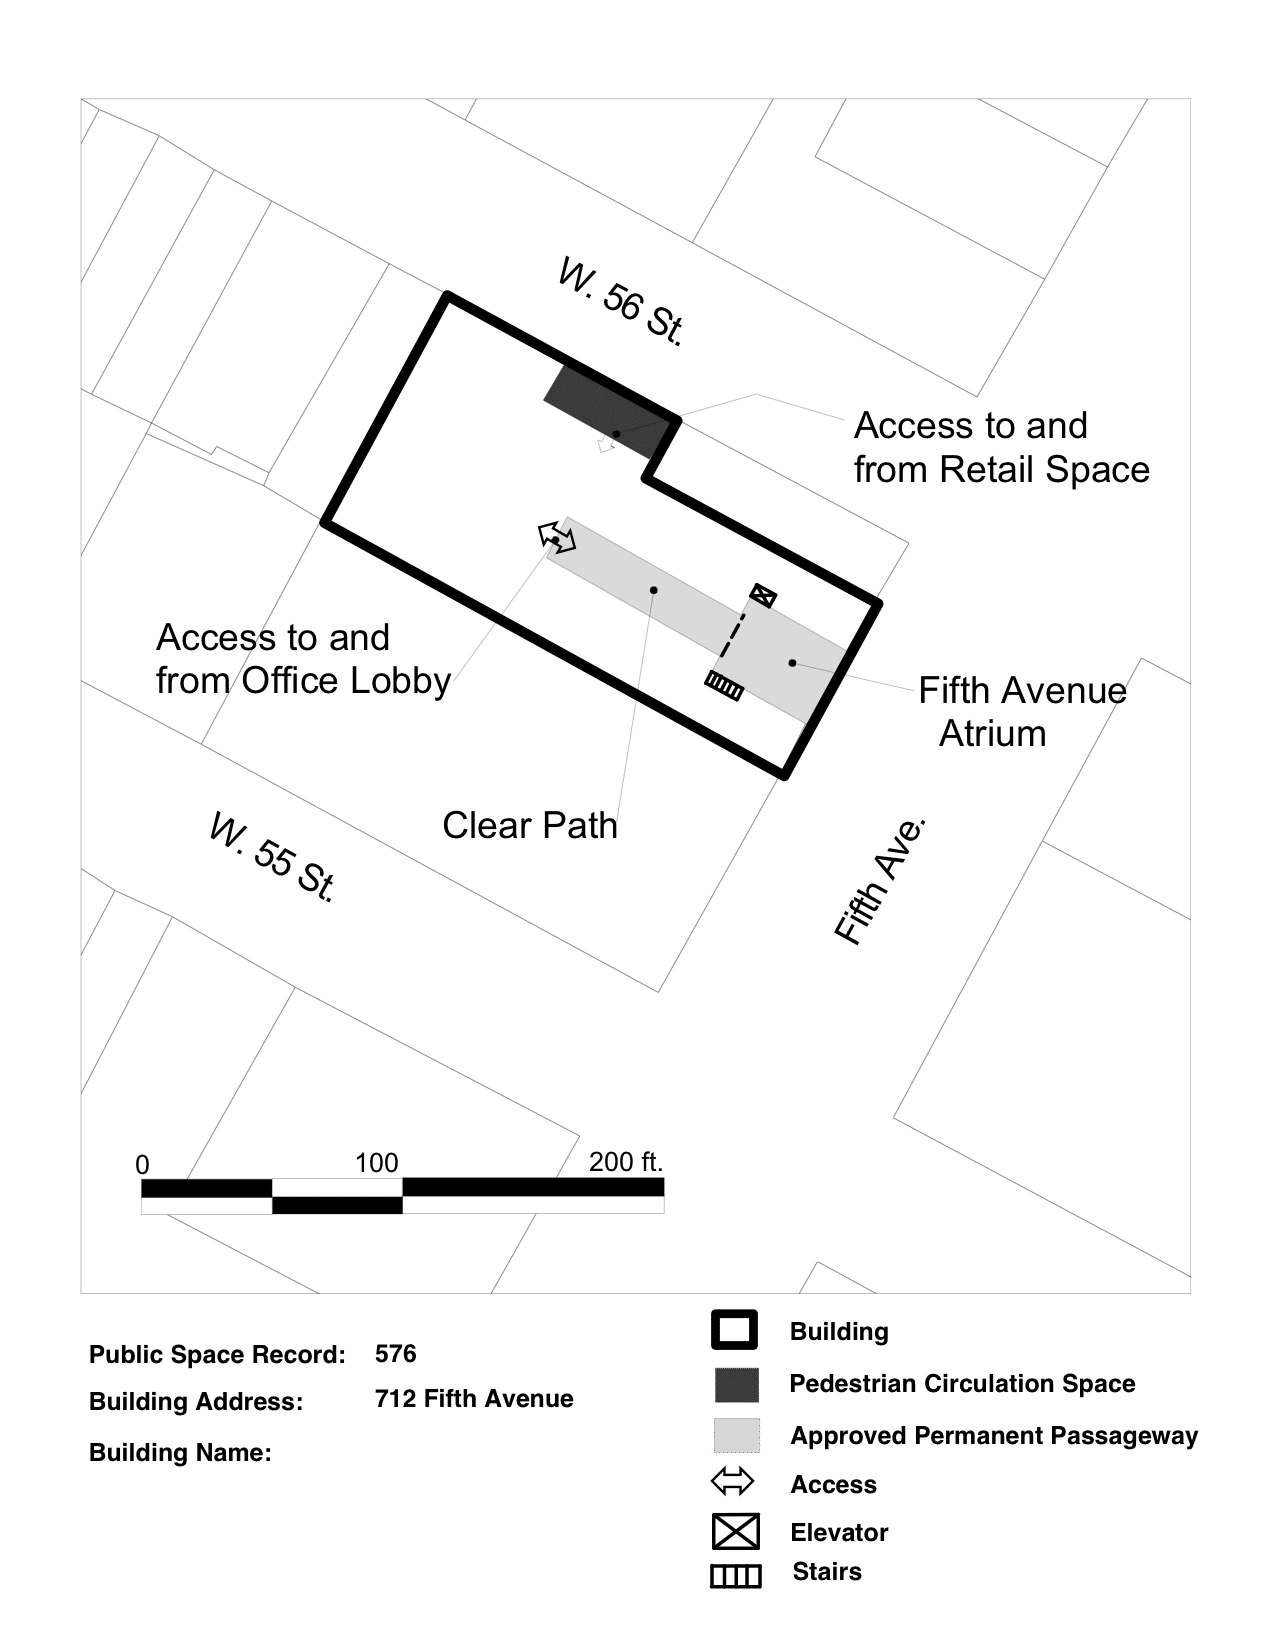 W. 56 St.
Access to and
from Retail Space
Access to and
from Office Lobby
Fifth Avenue
Atrium
Clear Path
W. 55 St.
Fifth Ave.
0 100 200 ft.
Public Space Record: 576
Building Address: 712 Fifth Avenue
Building Name:
Building
Pedestrian Circulation Space
Approved Permanent Passageway
Access
Elevator
Stairs